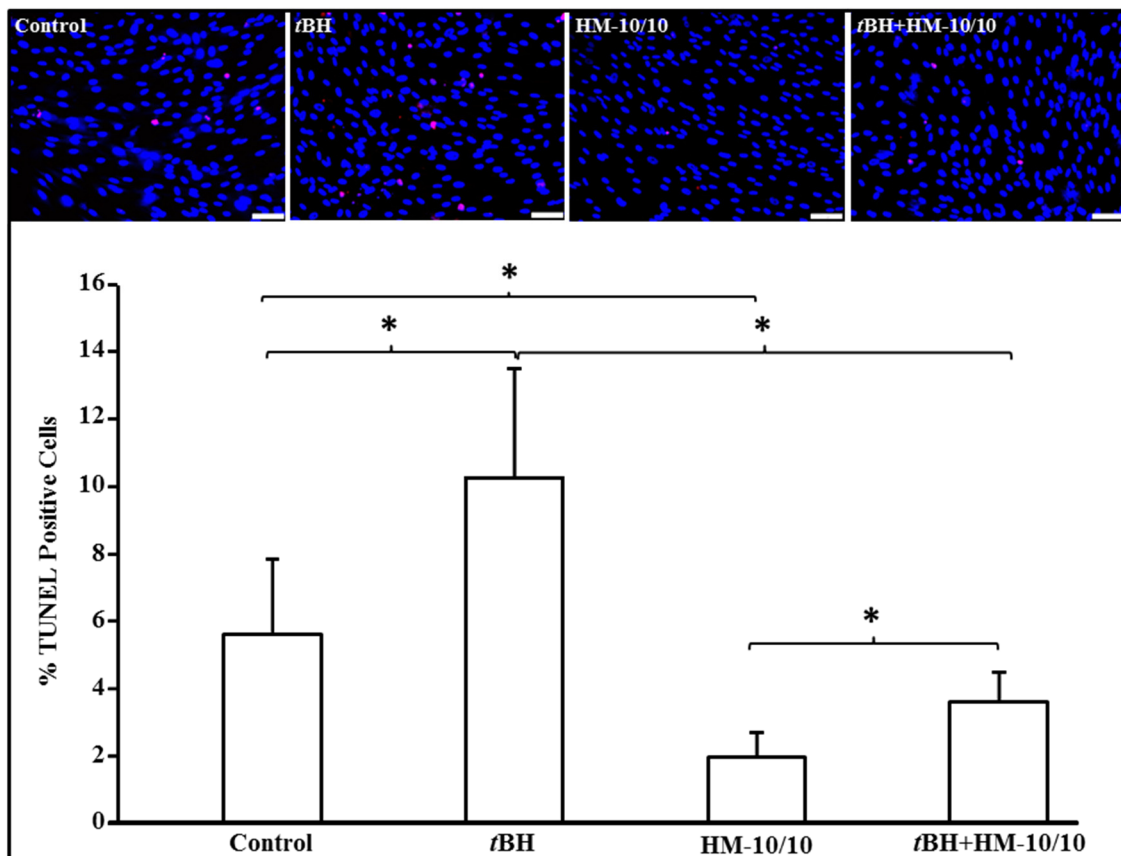 Control
tBH
HM-10/10
tBH+HM-10/10
*
*
*
*
16
14
12
10
8
6
4
2
0
% TUNEL Positive Cells
Control
tBH
HM-10/10
tBH+HM-10/10